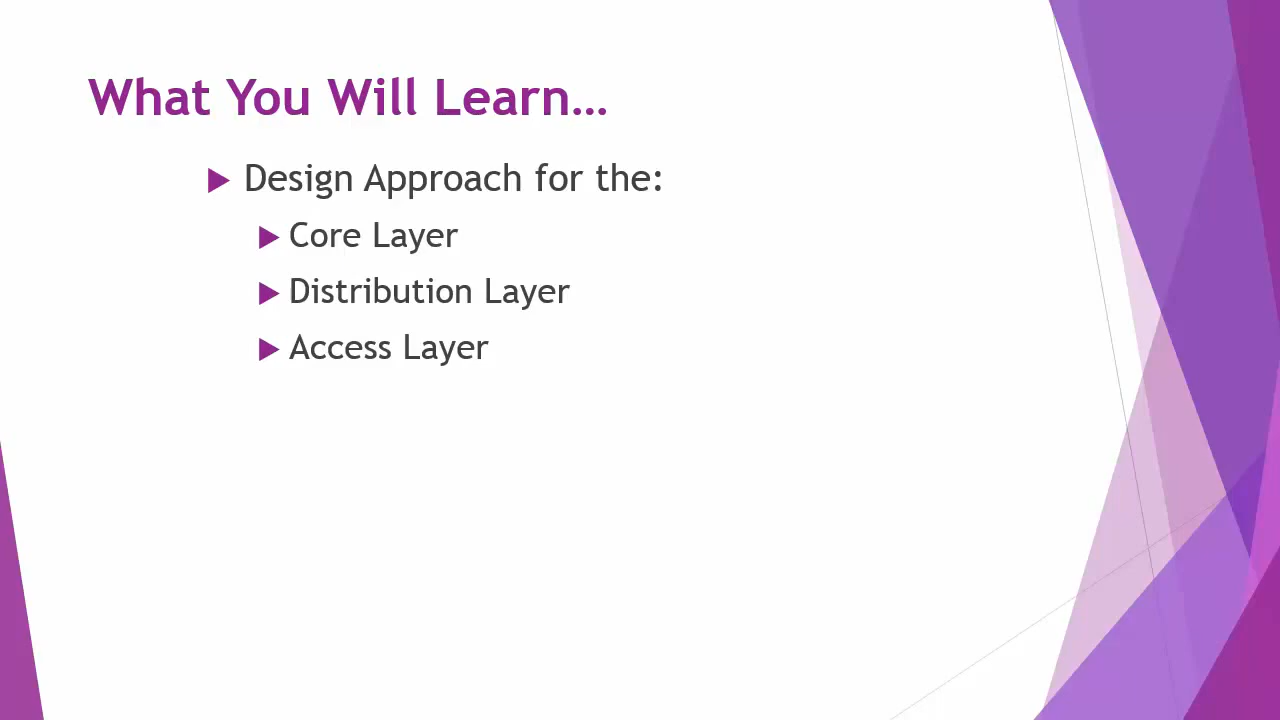 What You Will Learn…
Design Approach for the:
Core Layer
Distribution Layer
Access Layer